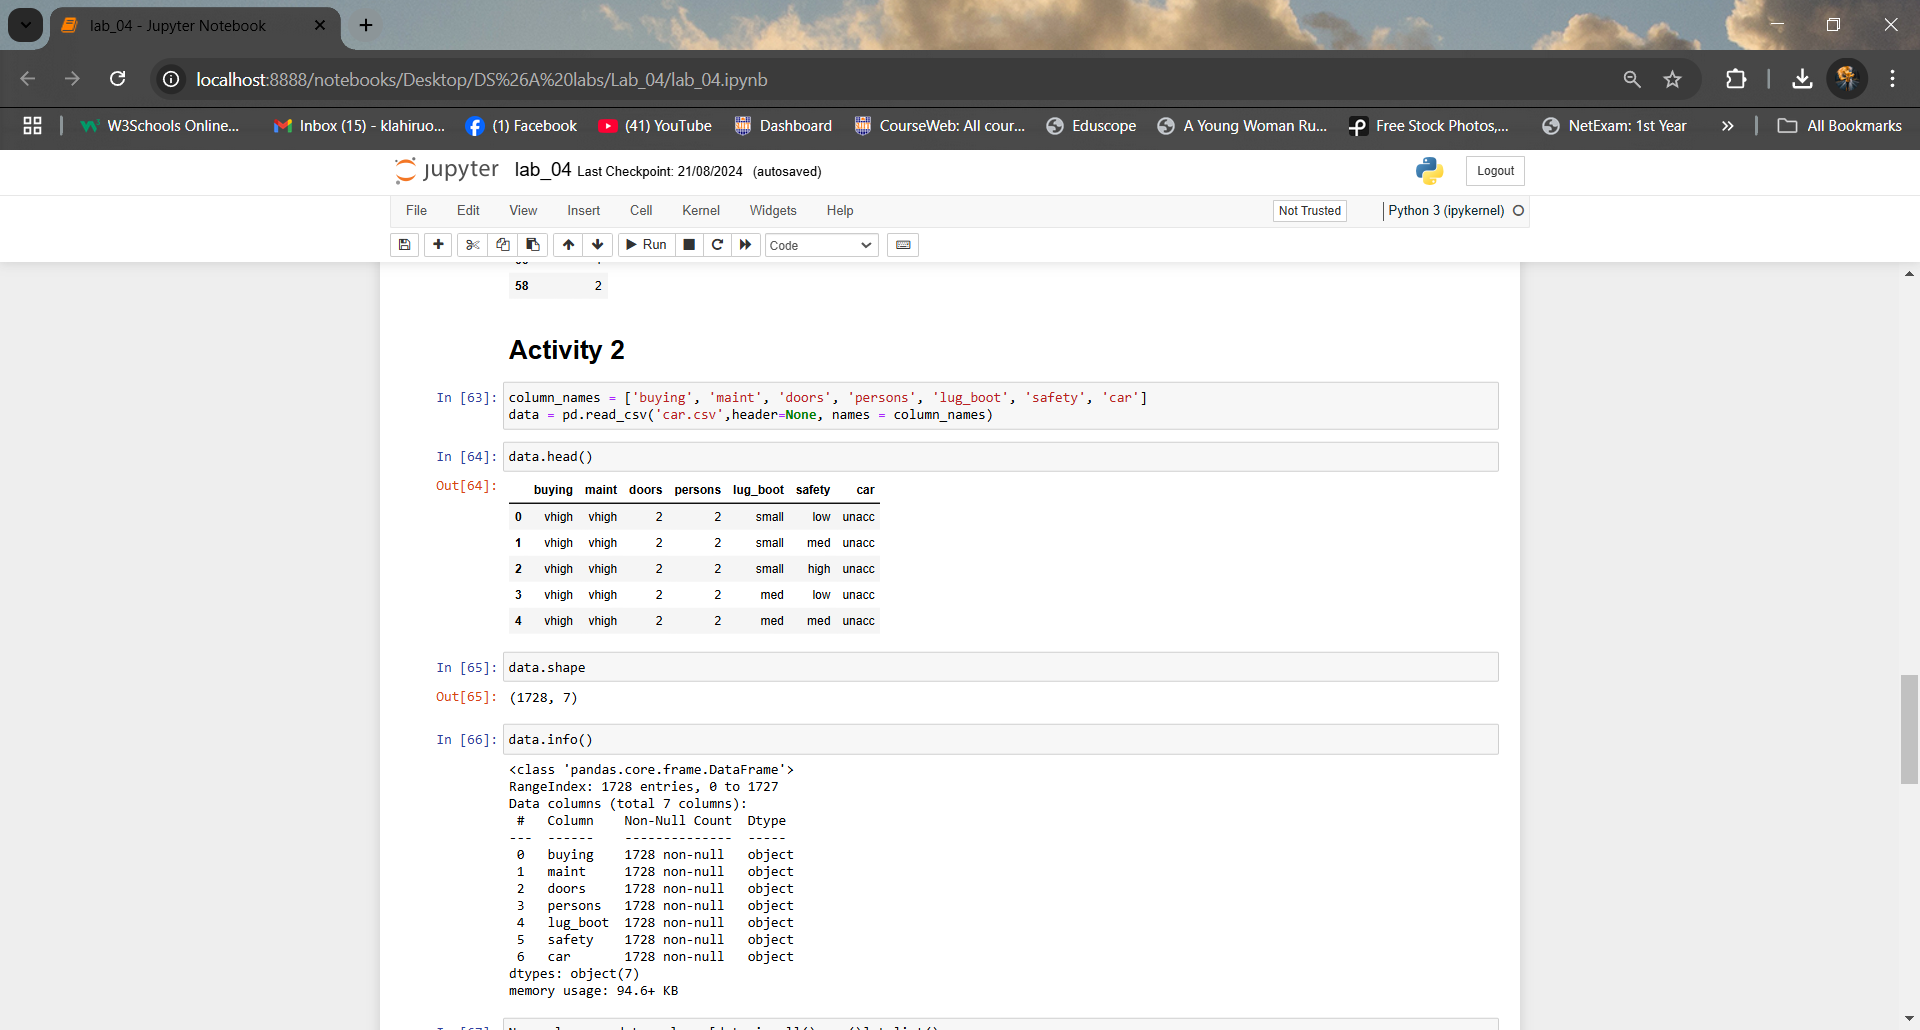 lab_04 - Jupyter Notebook
localhost:8888/notebooks/Desktop/DS%26A%20labs/Lab_04/lab_04.ipynb
W3Schools Online... Inbox (15) - klahiruo... (1) Facebook (41) YouTube Dashboard CourseWeb: All cour... Eduscope A Young Woman Ru... Free Stock Photos,... NetExam: 1st Year » All Bookmarks
jupyter lab_04 Last Checkpoint: 21/08/2024 (autosaved) Logout
File Edit View Insert Cell Kernel Widgets Help Not Trusted Python 3 (ipykernel)
Run Code
58 2
Activity 2
In [63]: column_names = ['buying', 'maint', 'doors', 'persons', 'lug_boot', 'safety', 'car']
data = pd.read_csv('car.csv',header=None, names = column_names)
In [64]: data.head()
Out[64]:
buying maint doors persons lug_boot safety car
0 vhigh vhigh 2 2 small low unacc
1 vhigh vhigh 2 2 small med unacc
2 vhigh vhigh 2 2 small high unacc
3 vhigh vhigh 2 2 med low unacc
4 vhigh vhigh 2 2 med med unacc
In [65]: data.shape
Out[65]: (1728, 7)
In [66]: data.info()
<class 'pandas.core.frame.DataFrame'>
RangeIndex: 1728 entries, 0 to 1727
Data columns (total 7 columns):
# Column Non-Null Count Dtype
--- ------ -------------- -----
0 buying 1728 non-null object
1 maint 1728 non-null object
2 doors 1728 non-null object
3 persons 1728 non-null object
4 lug_boot 1728 non-null object
5 safety 1728 non-null object
6 car 1728 non-null object
dtypes: object(7)
memory usage: 94.6+ KB